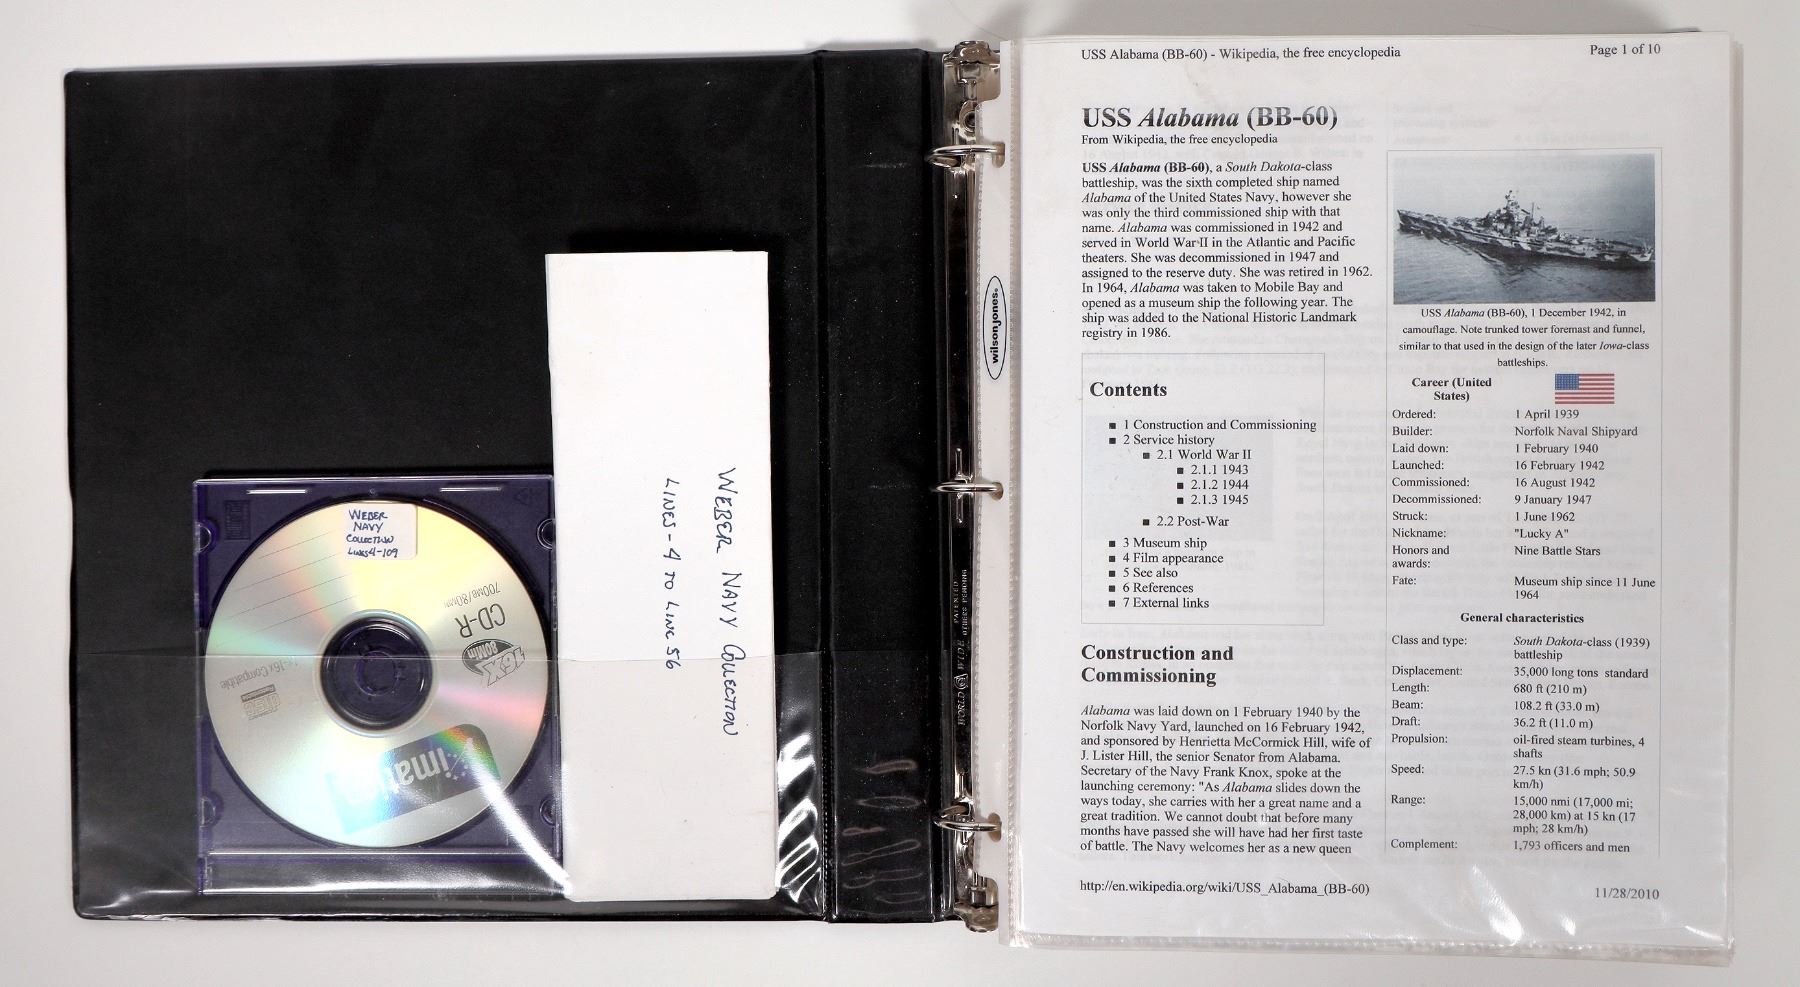 WEBER
NAVY
COLLECTION
LINES 4-109
700MB/80MIN
CD-R
80Min
16X
1x-16x Compatible
imation
WEBER NAVY COLLECTION
LINES - 4 TO LINE 56
wilsonjones
WORLD WIDE
PATENTED
OTHERS PENDING
USS Alabama (BB-60) - Wikipedia, the free encyclopedia
Page 1 of 10
USS Alabama (BB-60)
From Wikipedia, the free encyclopedia
USS Alabama (BB-60), a South Dakota-class
battleship, was the sixth completed ship named
Alabama of the United States Navy, however she
was only the third commissioned ship with that
name. Alabama was commissioned in 1942 and
served in World War II in the Atlantic and Pacific
theaters. She was decommissioned in 1947 and
assigned to the reserve duty. She was retired in 1962.
In 1964, Alabama was taken to Mobile Bay and
opened as a museum ship the following year. The
ship was added to the National Historic Landmark
registry in 1986.
Contents
1 Construction and Commissioning
2 Service history
2.1 World War II
2.1.1 1943
2.1.2 1944
2.1.3 1945
2.2 Post-War
3 Museum ship
4 Film appearance
5 See also
6 References
7 External links
Construction and
Commissioning
Alabama was laid down on 1 February 1940 by the
Norfolk Navy Yard, launched on 16 February 1942,
and sponsored by Henrietta McCormick Hill, wife of
J. Lister Hill, the senior Senator from Alabama.
Secretary of the Navy Frank Knox, spoke at the
launching ceremony: "As Alabama slides down the
ways today, she carries with her a great name and a
great tradition. We cannot doubt that before many
months have passed she will have had her first taste
of battle. The Navy welcomes her as a new queen
USS Alabama (BB-60), 1 December 1942, in
camouflage. Note trunked tower foremast and funnel,
similar to that used in the design of the later Iowa-class
battleships.
Career (United
States)
Ordered: 1 April 1939
Builder: Norfolk Naval Shipyard
Laid down: 1 February 1940
Launched: 16 February 1942
Commissioned: 16 August 1942
Decommissioned: 9 January 1947
Struck: 1 June 1962
Nickname: "Lucky A"
Honors and Nine Battle Stars
awards:
Fate: Museum ship since 11 June
1964
General characteristics
Class and type: South Dakota-class (1939)
battleship
Displacement: 35,000 long tons standard
Length: 680 ft (210 m)
Beam: 108.2 ft (33.0 m)
Draft: 36.2 ft (11.0 m)
Propulsion: oil-fired steam turbines, 4
shafts
Speed: 27.5 kn (31.6 mph; 50.9
km/h)
Range: 15,000 nmi (17,000 mi;
28,000 km) at 15 kn (17
mph; 28 km/h)
Complement: 1,793 officers and men
http://en.wikipedia.org/wiki/USS_Alabama_(BB-60)
11/28/2010